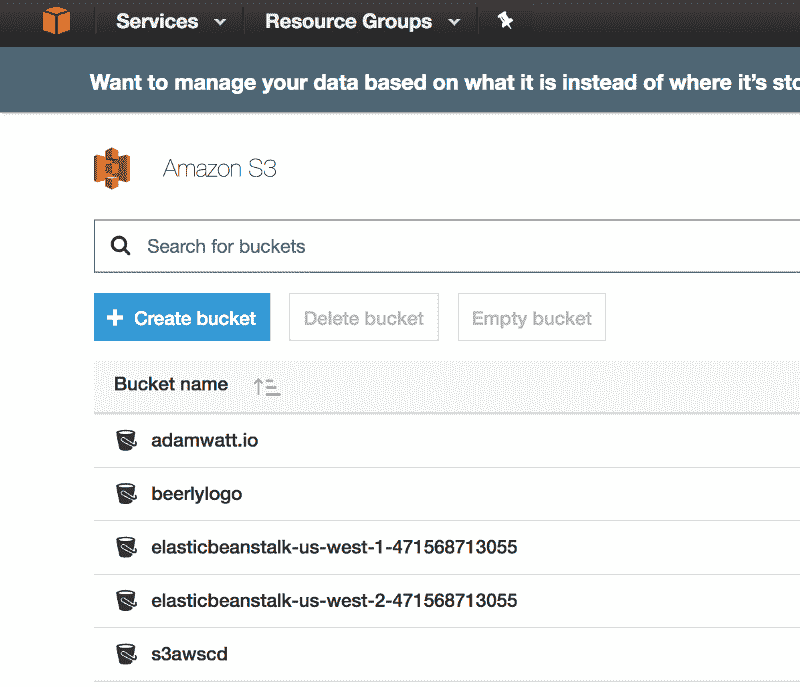 Services Resource Groups
Want to manage your data based on what it is instead of where it's
Amazon S3
Search for buckets
+ Create bucket Delete bucket Empty bucket
Bucket name
adamwatt.io
beerlylogo
elasticbeanstalk-us-west-1-471568713055
elasticbeanstalk-us-west-2-471568713055
s3awscd